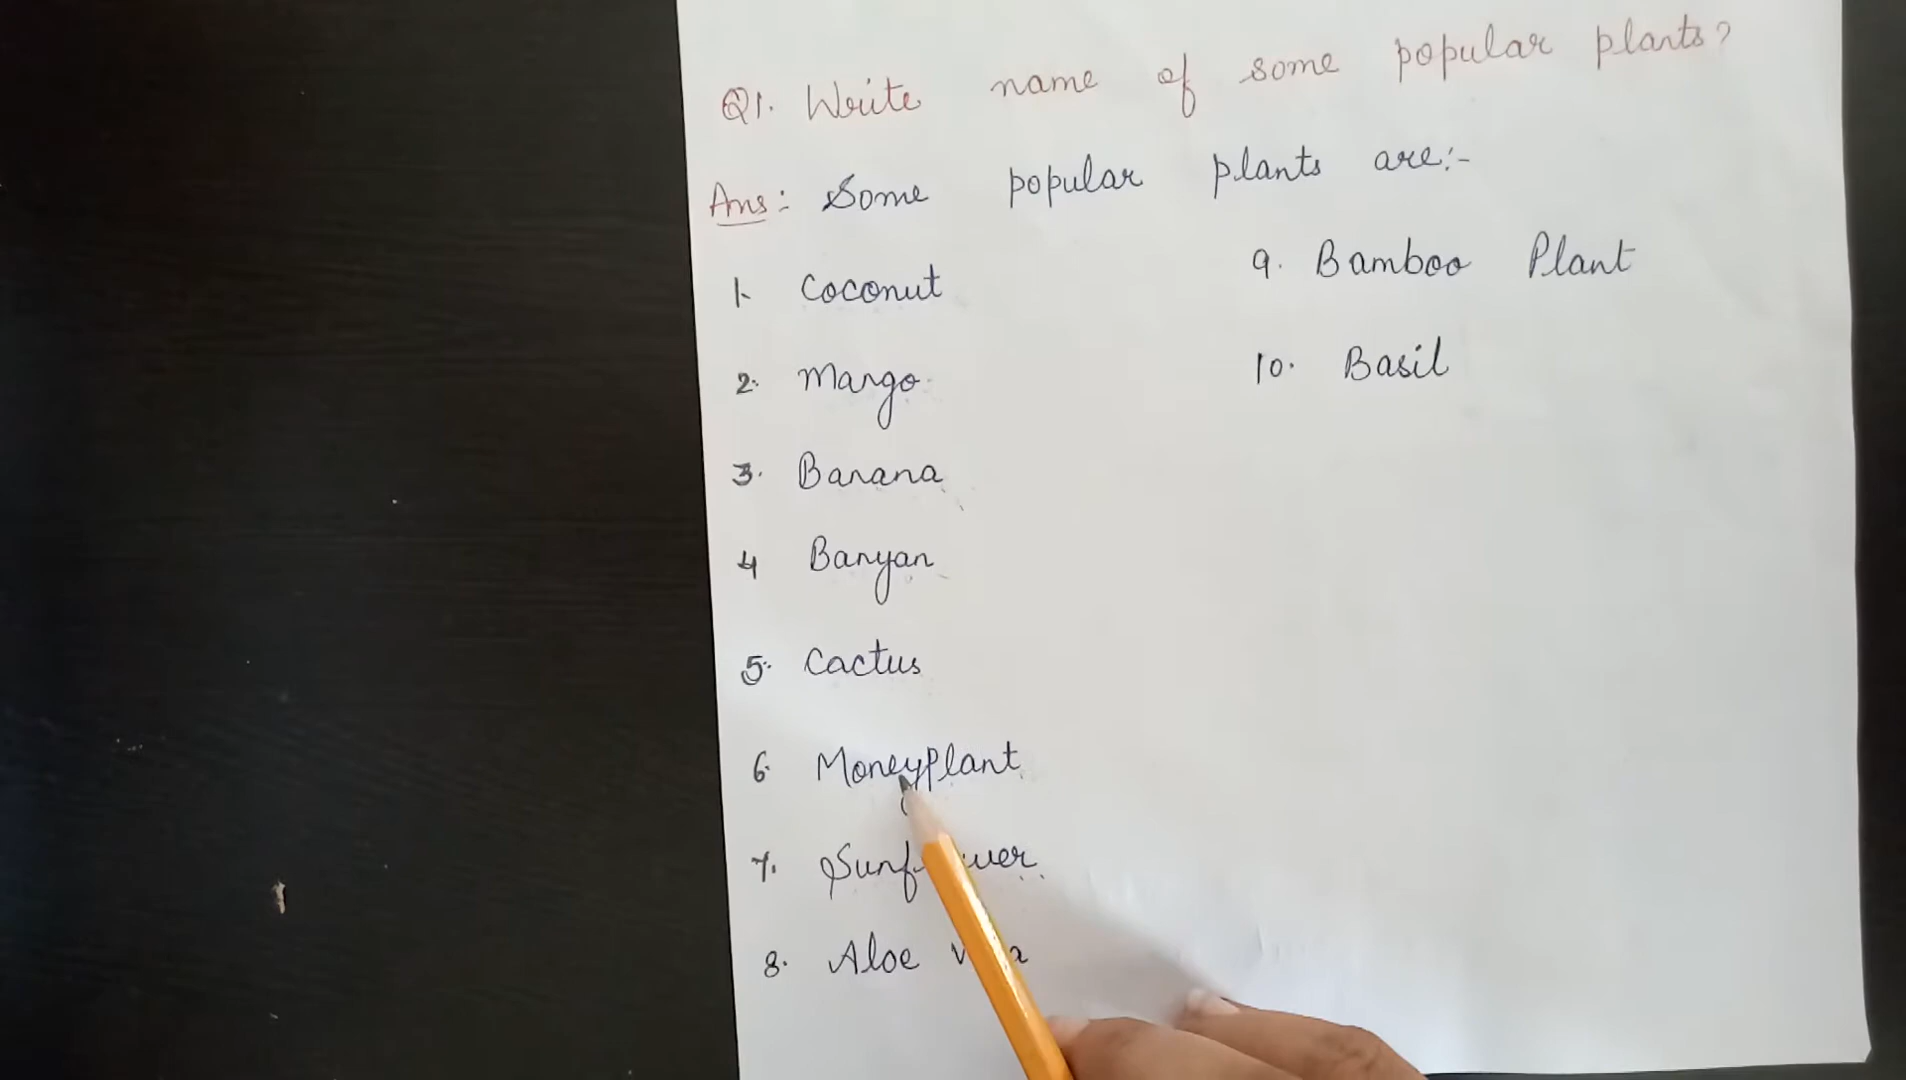 Q1. Write name of some popular plants?
Ans: Some popular plants are:-
1. Coconut
2. Mango
3. Banana
4 Banyan
5. Cactus
6. MoneyPlant
7.
8. Aloe
9. Bamboo Plant
10. Basil